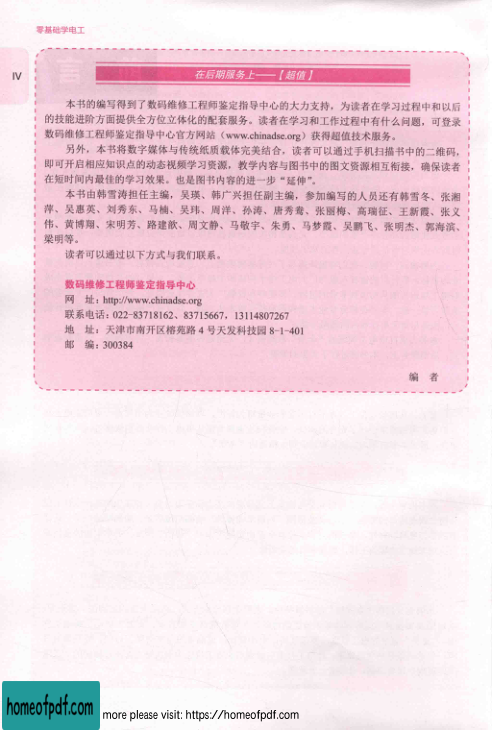 零基础学电工
IV
言
在后期服务上——【超值】
本书的编写得到了数码维修工程师鉴定指导中心的大力支持，为读者在学习过程中和以后
的技能进阶方面提供全方位立体化的配套服务。读者在学习和工作过程中有什么问题，可登录
数码维修工程师鉴定指导中心官方网站（www.chinadse.org）获得超值技术服务。
另外，本书将数字媒体与传统纸质载体完美结合，读者可以通过手机扫描书中的二维码，
即可开启相应知识点的动态视频学习资源，教学内容与图书中的图文资源相互衔接，确保读者
在短时间内最佳的学习效果。也是图书内容的进一步“延伸”。
本书由韩雪涛担任主编，吴瑛、韩广兴担任副主编，参加编写的人员还有韩雪冬、张湘
萍、吴惠英、刘秀东、马楠、吴玮、周洋、孙涛、唐秀鸯、张丽梅、高瑞征、王新霞、张义
伟、黄博翔、宋明芳、路建歆、周文静、马敬宇、朱勇、马梦霞、吴鹏飞、张明杰、郭海滨、
梁明等。
读者可以通过以下方式与我们联系。
数码维修工程师鉴定指导中心
网　址：http://www.chinadse.org
联系电话：022-83718162、83715667，13114807267
地　址：天津市南开区榕苑路 4 号天发科技园 8-1-401
邮　编：300384
编　者
homeofpdf.com
more please visit: https://homeofpdf.com